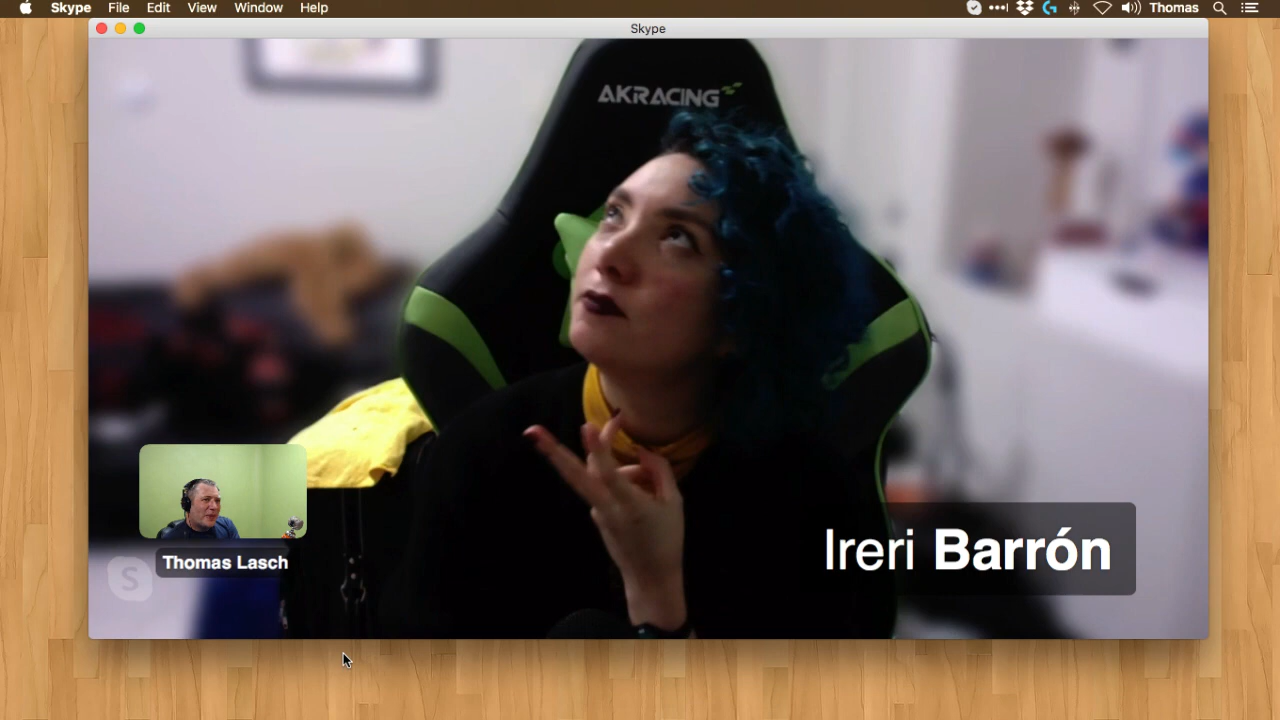 Skype File Edit View Window Help Thomas
Skype
AKRACING
Ireri Barrón
Thomas Lasch
S